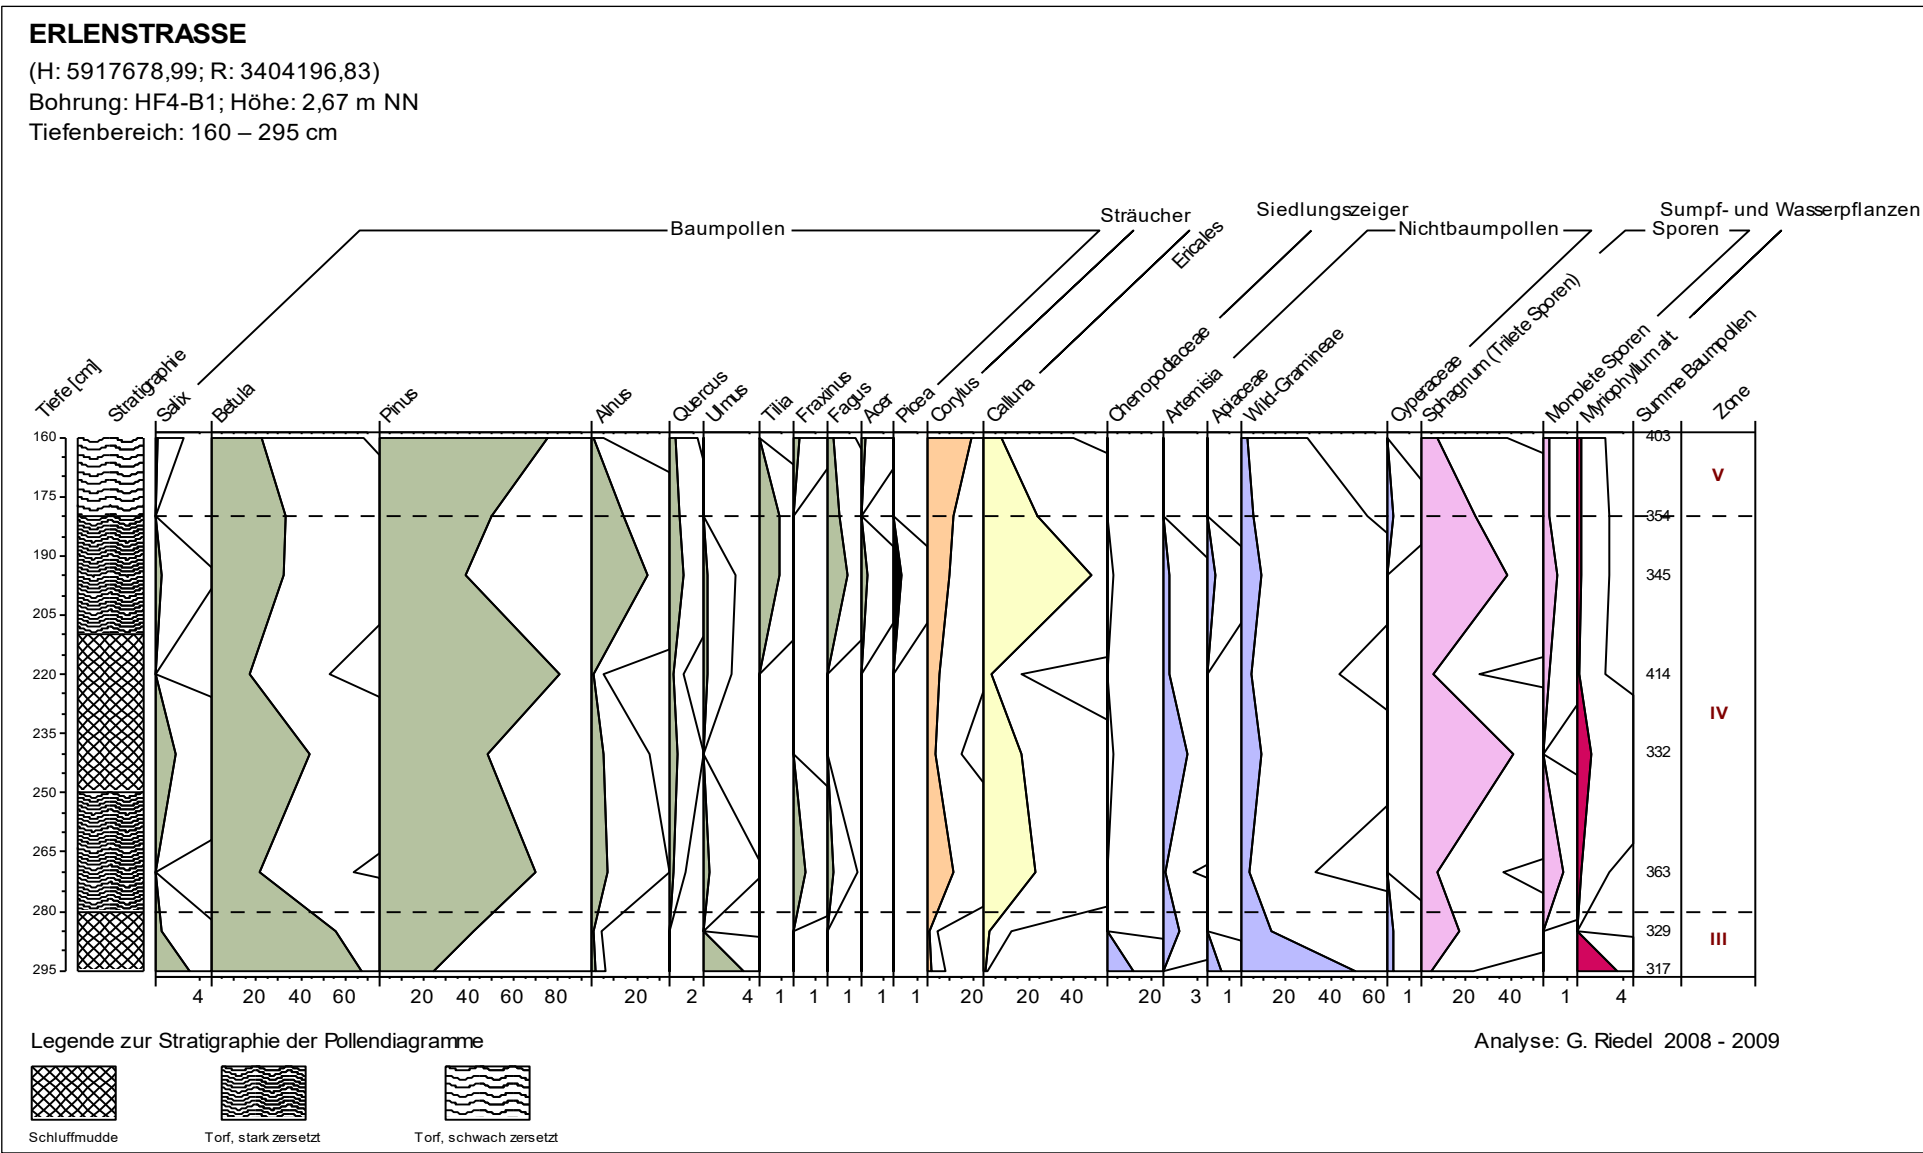 ERLENSTRASSE
(H: 5917678,99; R: 3404196,83)
Bohrung: HF4-B1; Höhe: 2,67 m NN
Tiefenbereich: 160 – 295 cm
Baumpollen
Sträucher
Ericales
Siedlungszeiger
Nichtbaumpollen
Sporen
Sumpf- und Wasserpflanzen
Tiefe [cm]
Stratigraphie
Salix
Betula
Pinus
Alnus
Quercus
Ulmus
Tilia
Fraxinus
Fagus
Acer
Picea
Corylus
Calluna
Chenopodiaceae
Artemisia
Apiaceae
Wild-Gramineae
Cyperaceae
Sphagnum (Trilete Sporen)
Monolete Sporen
Myriophyllum alt.
Summe Baumpollen
Zone
160
175
190
205
220
235
250
265
280
295
403
354
345
414
332
363
329
317
V
IV
III
4 20 40 60 20 40 60 80 20 2 4 1 1 1 1 1 20 20 40 20 3 1 20 40 60 1 20 40 1 4
Legende zur Stratigraphie der Pollendiagramme
Analyse: G. Riedel 2008 - 2009
Schluffmudde
Torf, stark zersetzt
Torf, schwach zersetzt